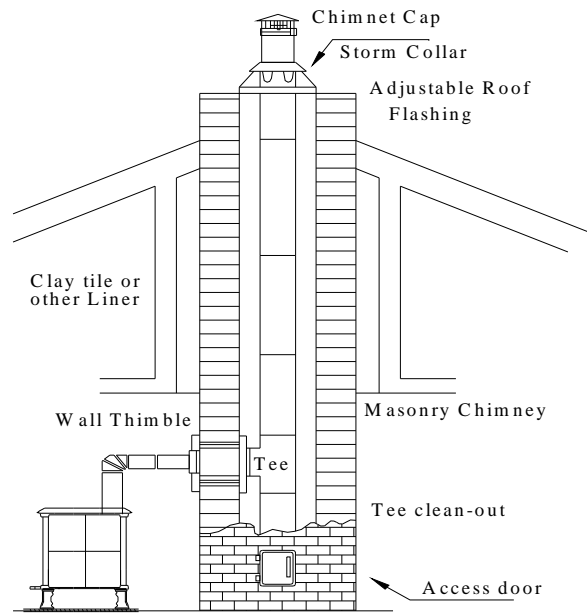 Chimnet Cap
Storm Collar
Adjustable Roof
Flashing
Clay tile or
other Liner
Masonry Chimney
Wall Thimble
Tee
Tee clean-out
Access door